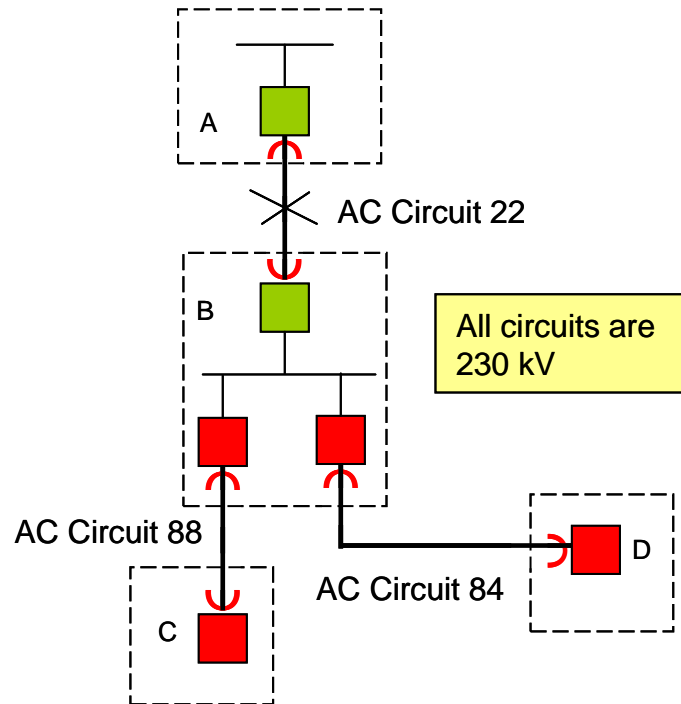 A
AC Circuit 22
B
All circuits are
230 kV
AC Circuit 88
D
AC Circuit 84
C